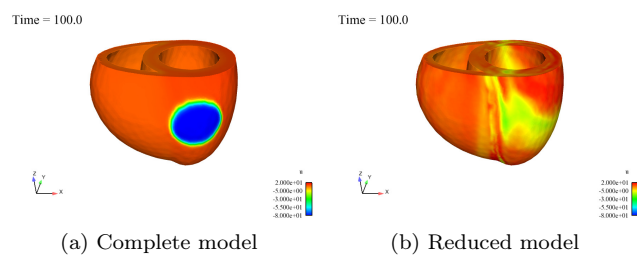 Time = 100.0
Time = 100.0
Z
Y
X
u
2.000e+01
-5.000e+00
-3.000e+01
-5.500e+01
-8.000e+01
Z
Y
X
u
2.000e+01
-5.000e+00
-3.000e+01
-5.500e+01
-8.000e+01
(a) Complete model
(b) Reduced model